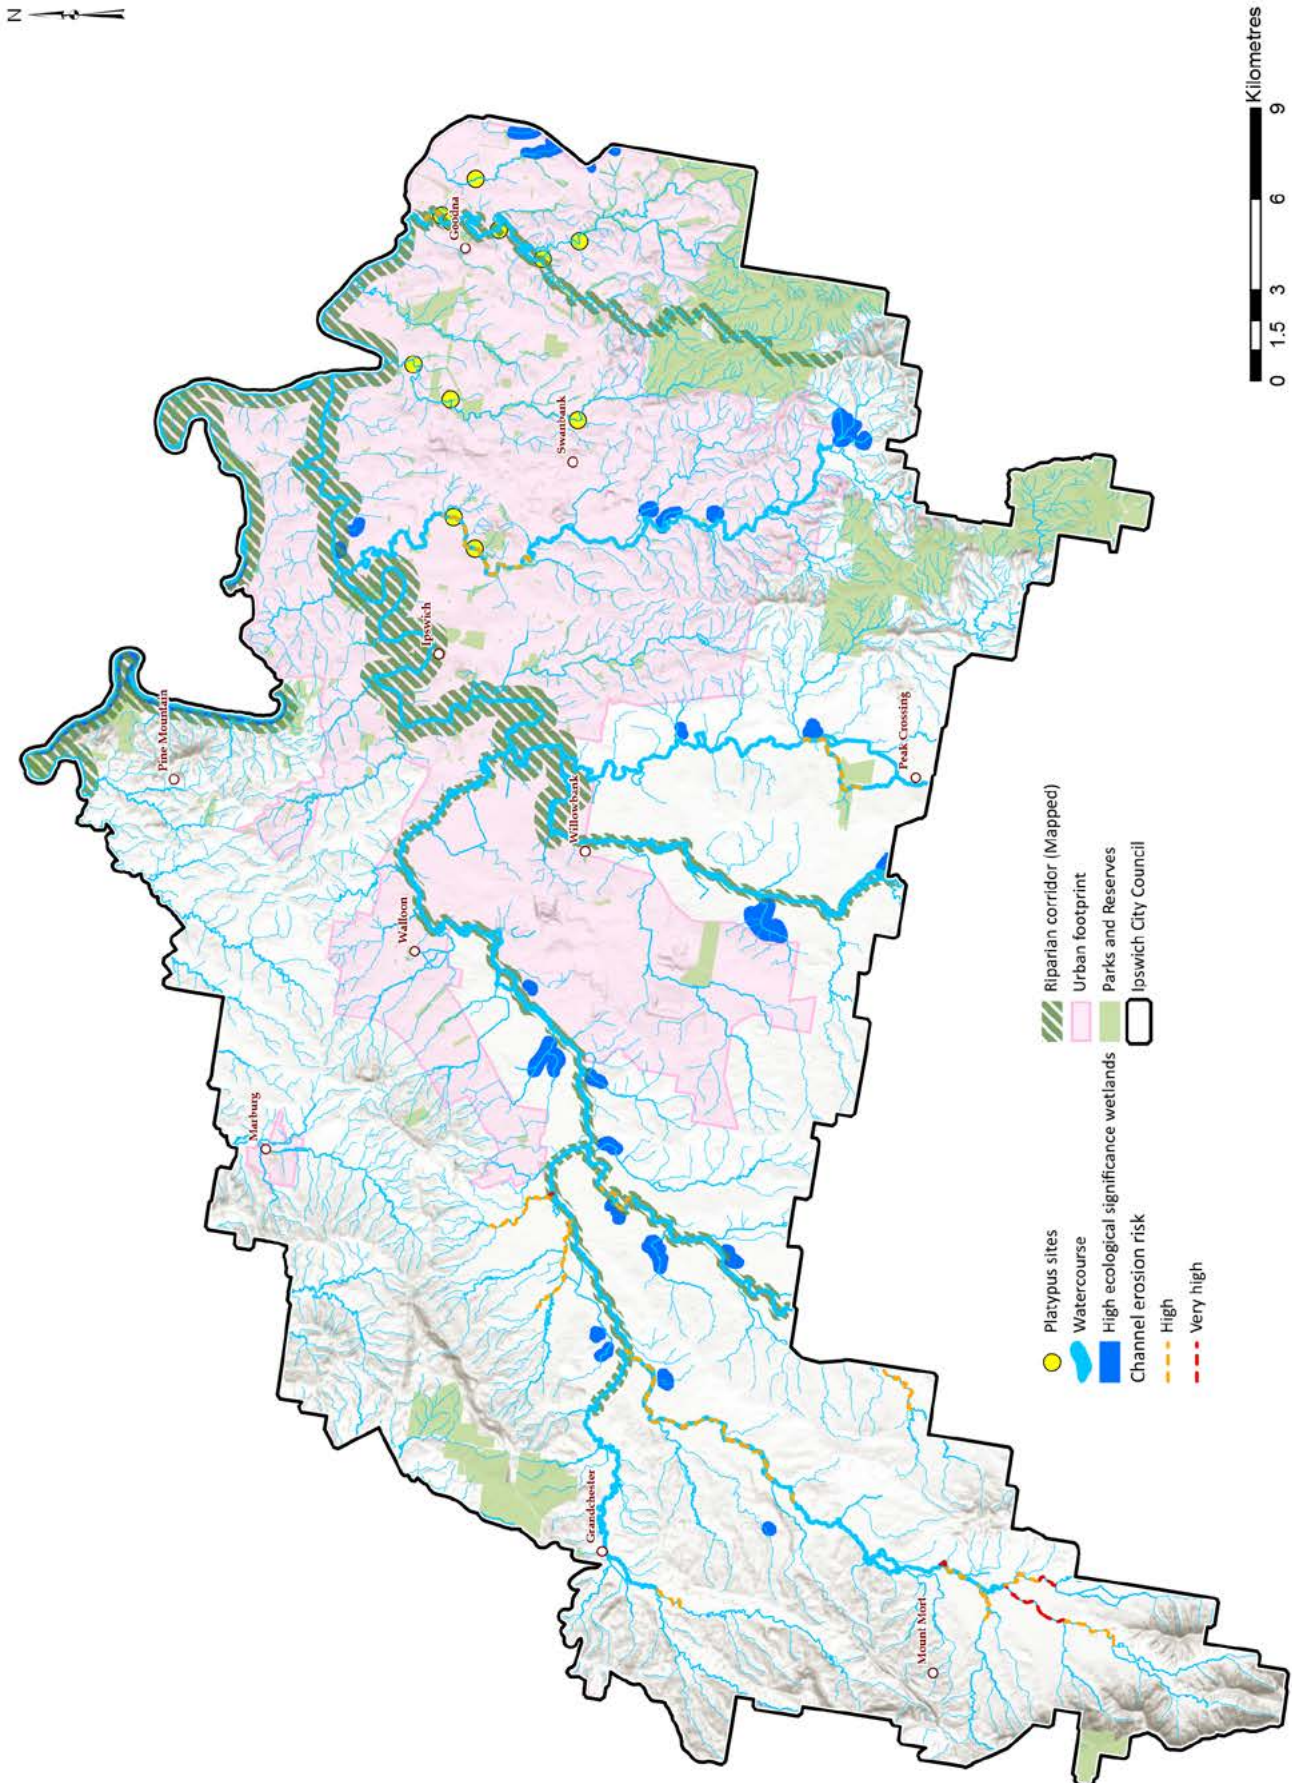 N
Pine Mountain
Marburg
Goodna
Walloon
Ipswich
Swanbank
Willowbank
Grandchester
Peak Crossing
Mount Mort
Platypus sites
Watercourse
High ecological significance wetlands
Channel erosion risk
High
Very high
Riparian corridor (Mapped)
Urban footprint
Parks and Reserves
Ipswich City Council
0 1.5 3 6 9
Kilometres